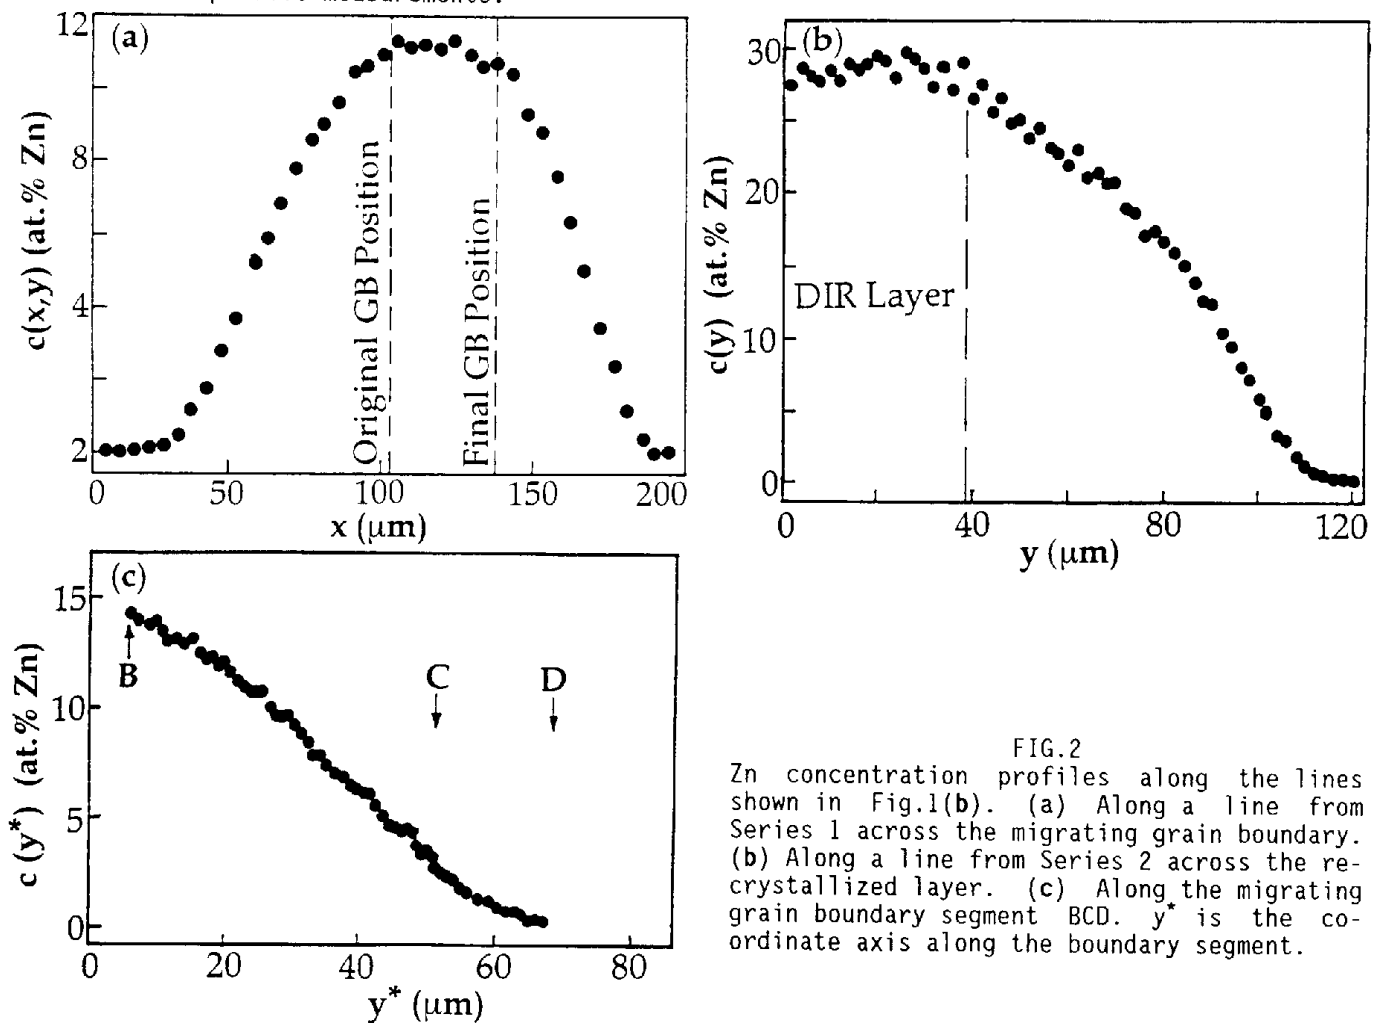 measurements.
(a)
12
8
4
2
c(x,y) (at.% Zn)
Original GB Position
Final GB Position
0 50 100 150 200
x (μm)
(b)
30
20
10
0
c(y) (at.% Zn)
DIR Layer
0 40 80 120
y (μm)
(c)
15
10
5
0
c (y*) (at.% Zn)
B
C
D
0 20 40 60 80
y* (μm)
FIG.2
Zn concentration profiles along the lines
shown in Fig.1(b). (a) Along a line from
Series 1 across the migrating grain boundary.
(b) Along a line from Series 2 across the re-
crystallized layer. (c) Along the migrating
grain boundary segment BCD. y* is the co-
ordinate axis along the boundary segment.